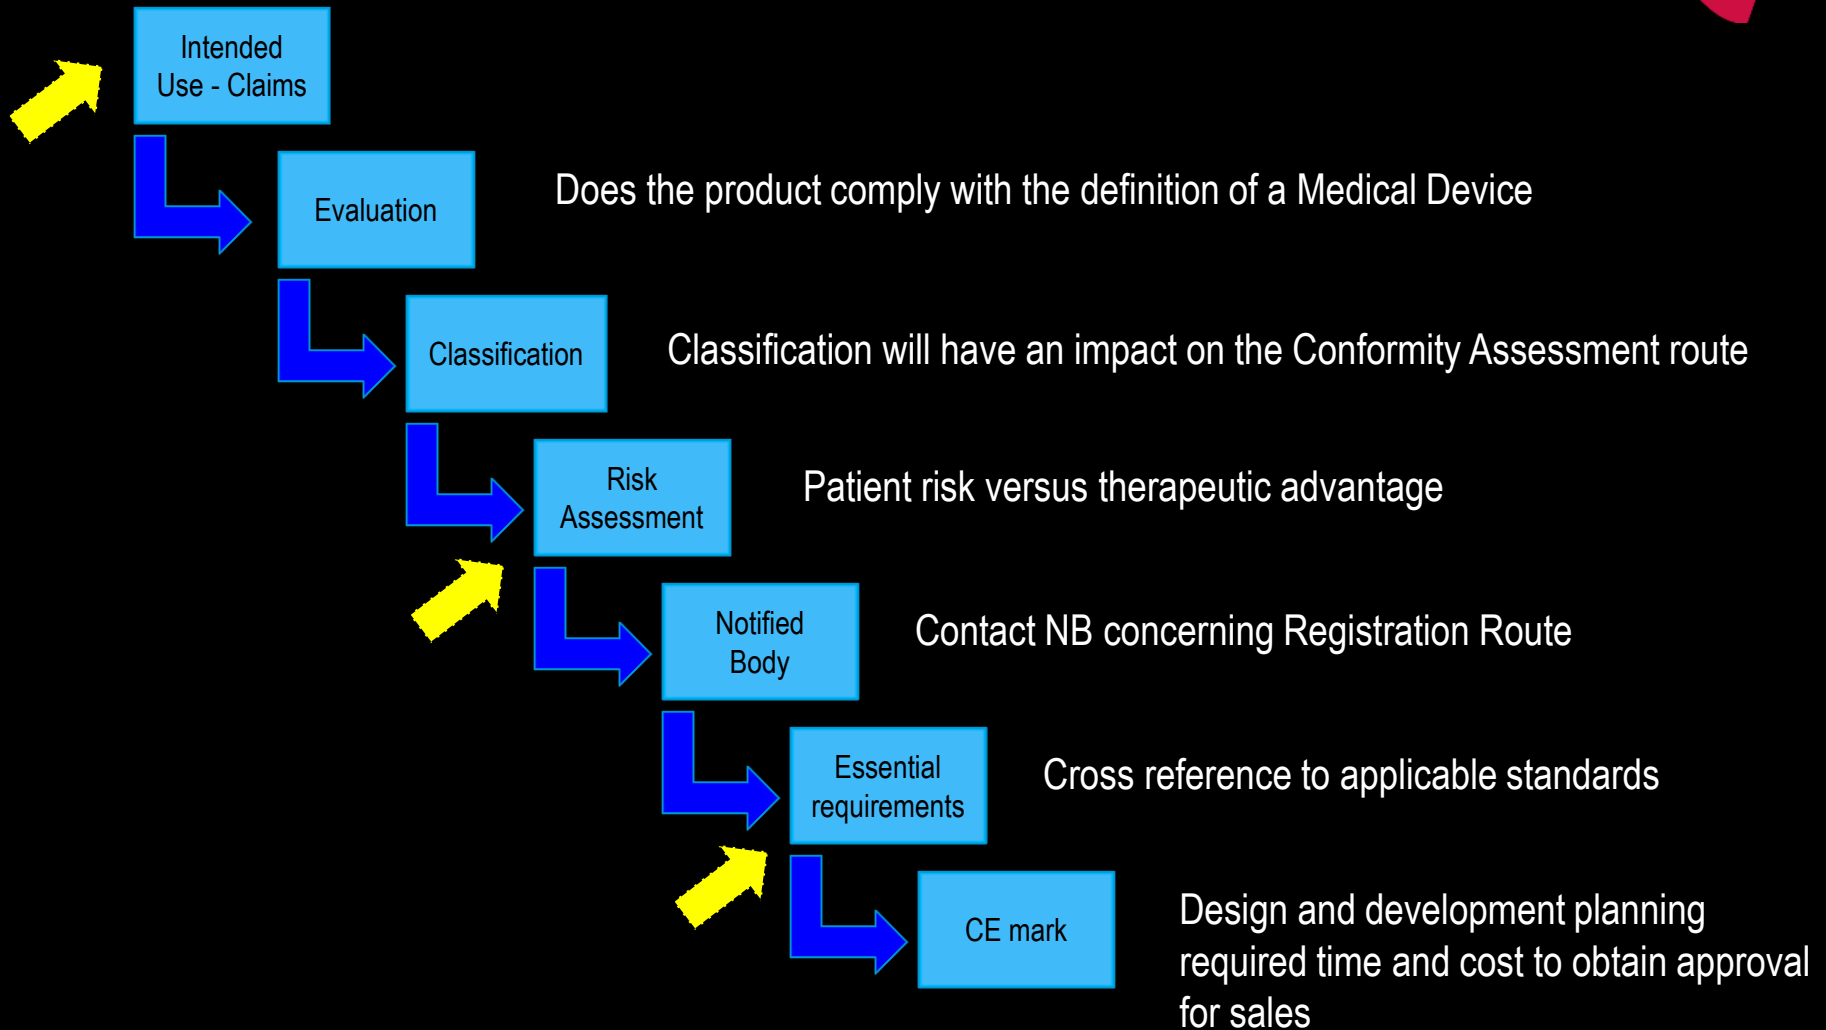 Intended
Use - Claims
Evaluation
Does the product comply with the definition of a Medical Device
Classification
Classification will have an impact on the Conformity Assessment route
Risk
Assessment
Patient risk versus therapeutic advantage
Notified
Body
Contact NB concerning Registration Route
Essential
requirements
Cross reference to applicable standards
CE mark
Design and development planning
required time and cost to obtain approval
for sales